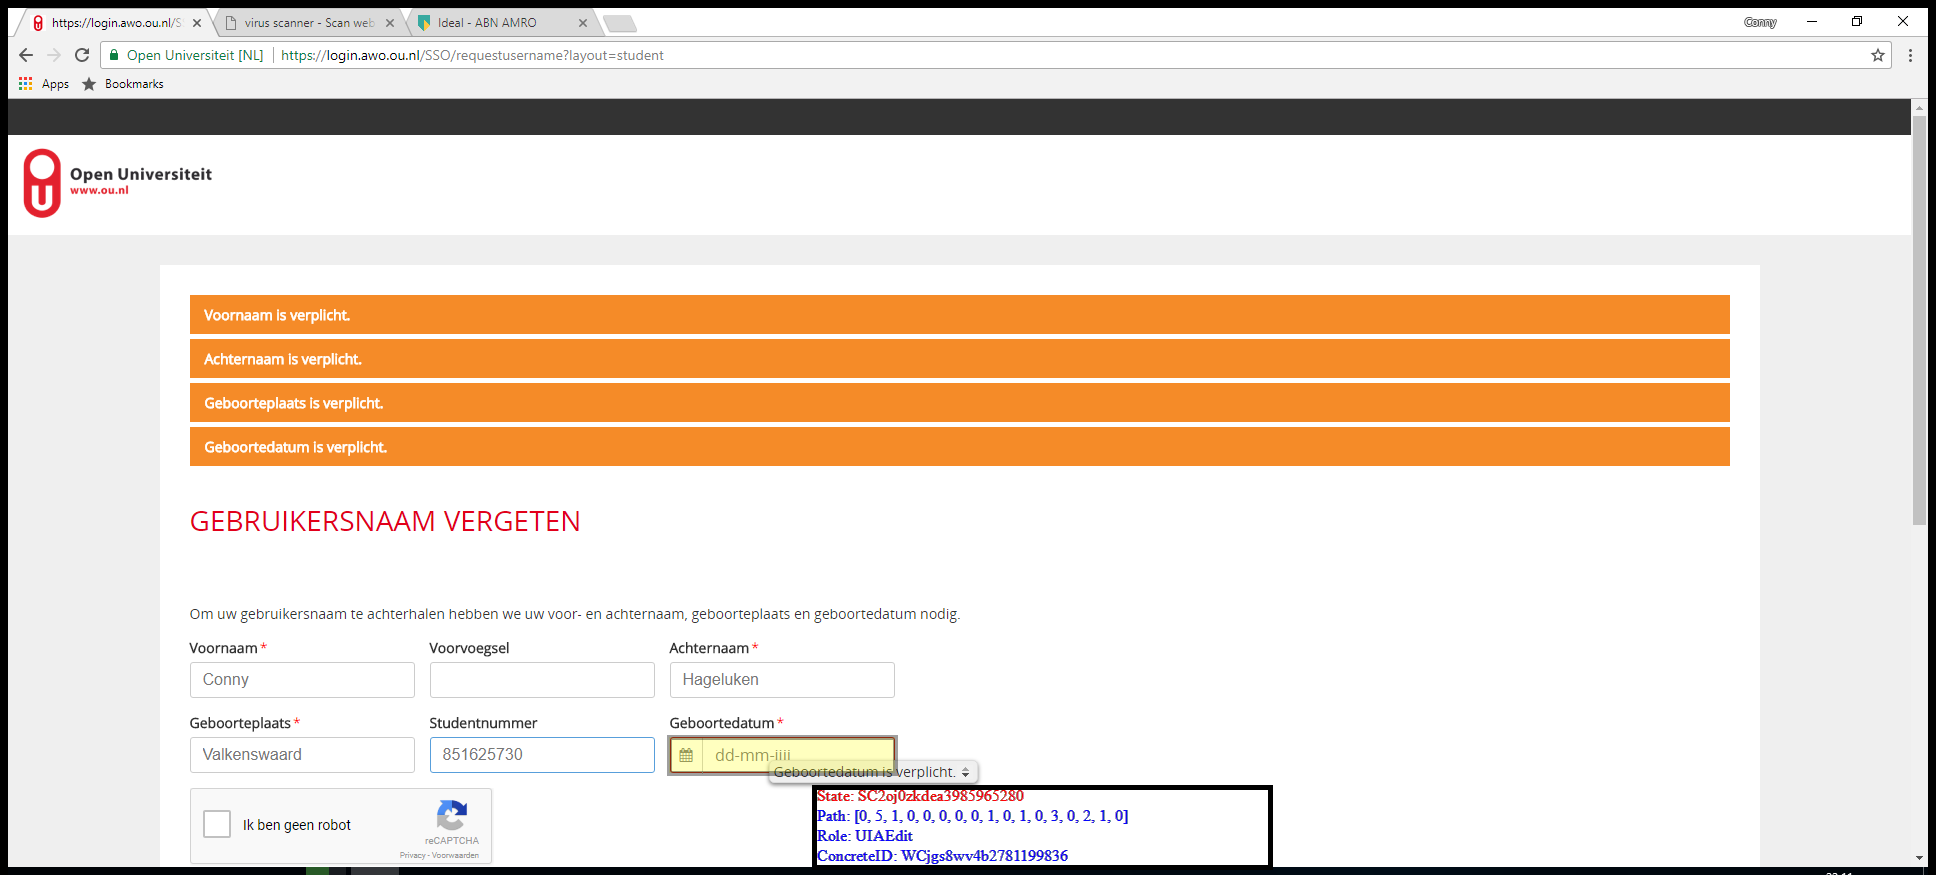 https://login.awo.ou.nl/S
virus scanner - Scan web
Ideal - ABN AMRO
Conny
Open Universiteit [NL]
https://login.awo.ou.nl/SSO/requestusername?layout=student
Apps
Bookmarks
Open Universiteit
www.ou.nl
Voornaam is verplicht.
Achternaam is verplicht.
Geboorteplaats is verplicht.
Geboortedatum is verplicht.
GEBRUIKERSNAAM VERGETEN
Om uw gebruikersnaam te achterhalen hebben we uw voor- en achternaam, geboorteplaats en geboortedatum nodig.
Voornaam * Voorvoegsel Achternaam *
Conny Hageluken
Geboorteplaats * Studentnummer Geboortedatum *
Valkenswaard 851625730 dd-mm-jjjj
Geboortedatum is verplicht.
Ik ben geen robot
reCAPTCHA
Privacy - Voorwaarden
State: SC2oj0zkdea3985965280
Path: [0, 5, 1, 0, 0, 0, 0, 0, 1, 0, 1, 0, 3, 0, 2, 1, 0]
Role: UIAEdit
ConcreteID: WCjgs8wv4b2781199836